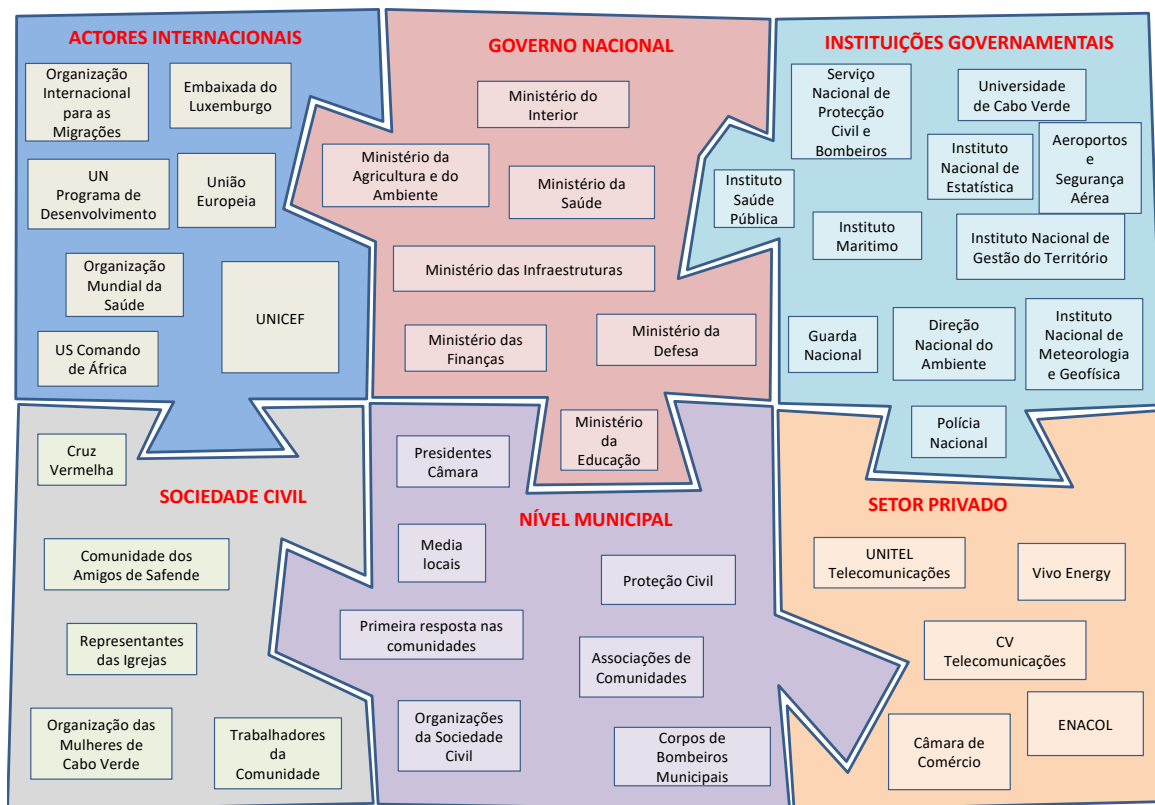 ACTORES INTERNACIONAIS
Organização
Internacional
para as
Migrações
Embaixada do
Luxemburgo
UN
Programa de
Desenvolvimento
União
Europeia
Organização
Mundial da
Saúde
UNICEF
US Comando
de África
GOVERNO NACIONAL
Ministério do
Interior
Ministério da
Agricultura e do
Ambiente
Ministério da
Saúde
Ministério das Infraestruturas
Ministério das
Finanças
Ministério da
Defesa
Ministério
da
Educação
INSTITUIÇÕES GOVERNAMENTAIS
Serviço
Nacional de
Protecção
Civil e
Bombeiros
Universidade
de Cabo Verde
Instituto
Nacional de
Estatística
Aeroportos
e
Segurança
Aérea
Instituto
Saúde
Pública
Instituto
Maritimo
Instituto Nacional de
Gestão do Território
Guarda
Nacional
Direção
Nacional do
Ambiente
Instituto
Nacional de
Meteorologia
e Geofísica
Polícia
Nacional
SOCIEDADE CIVIL
Cruz
Vermelha
Comunidade dos
Amigos de Safende
Representantes
das Igrejas
Organização das
Mulheres de
Cabo Verde
Trabalhadores
da
Comunidade
NÍVEL MUNICIPAL
Presidentes
Câmara
Media
locais
Proteção Civil
Primeira resposta nas
comunidades
Associações de
Comunidades
Organizações
da Sociedade
Civil
Corpos de
Bombeiros
Municipais
SETOR PRIVADO
UNITEL
Telecomunicações
Vivo Energy
CV
Telecomunicações
ENACOL
Câmara de
Comércio